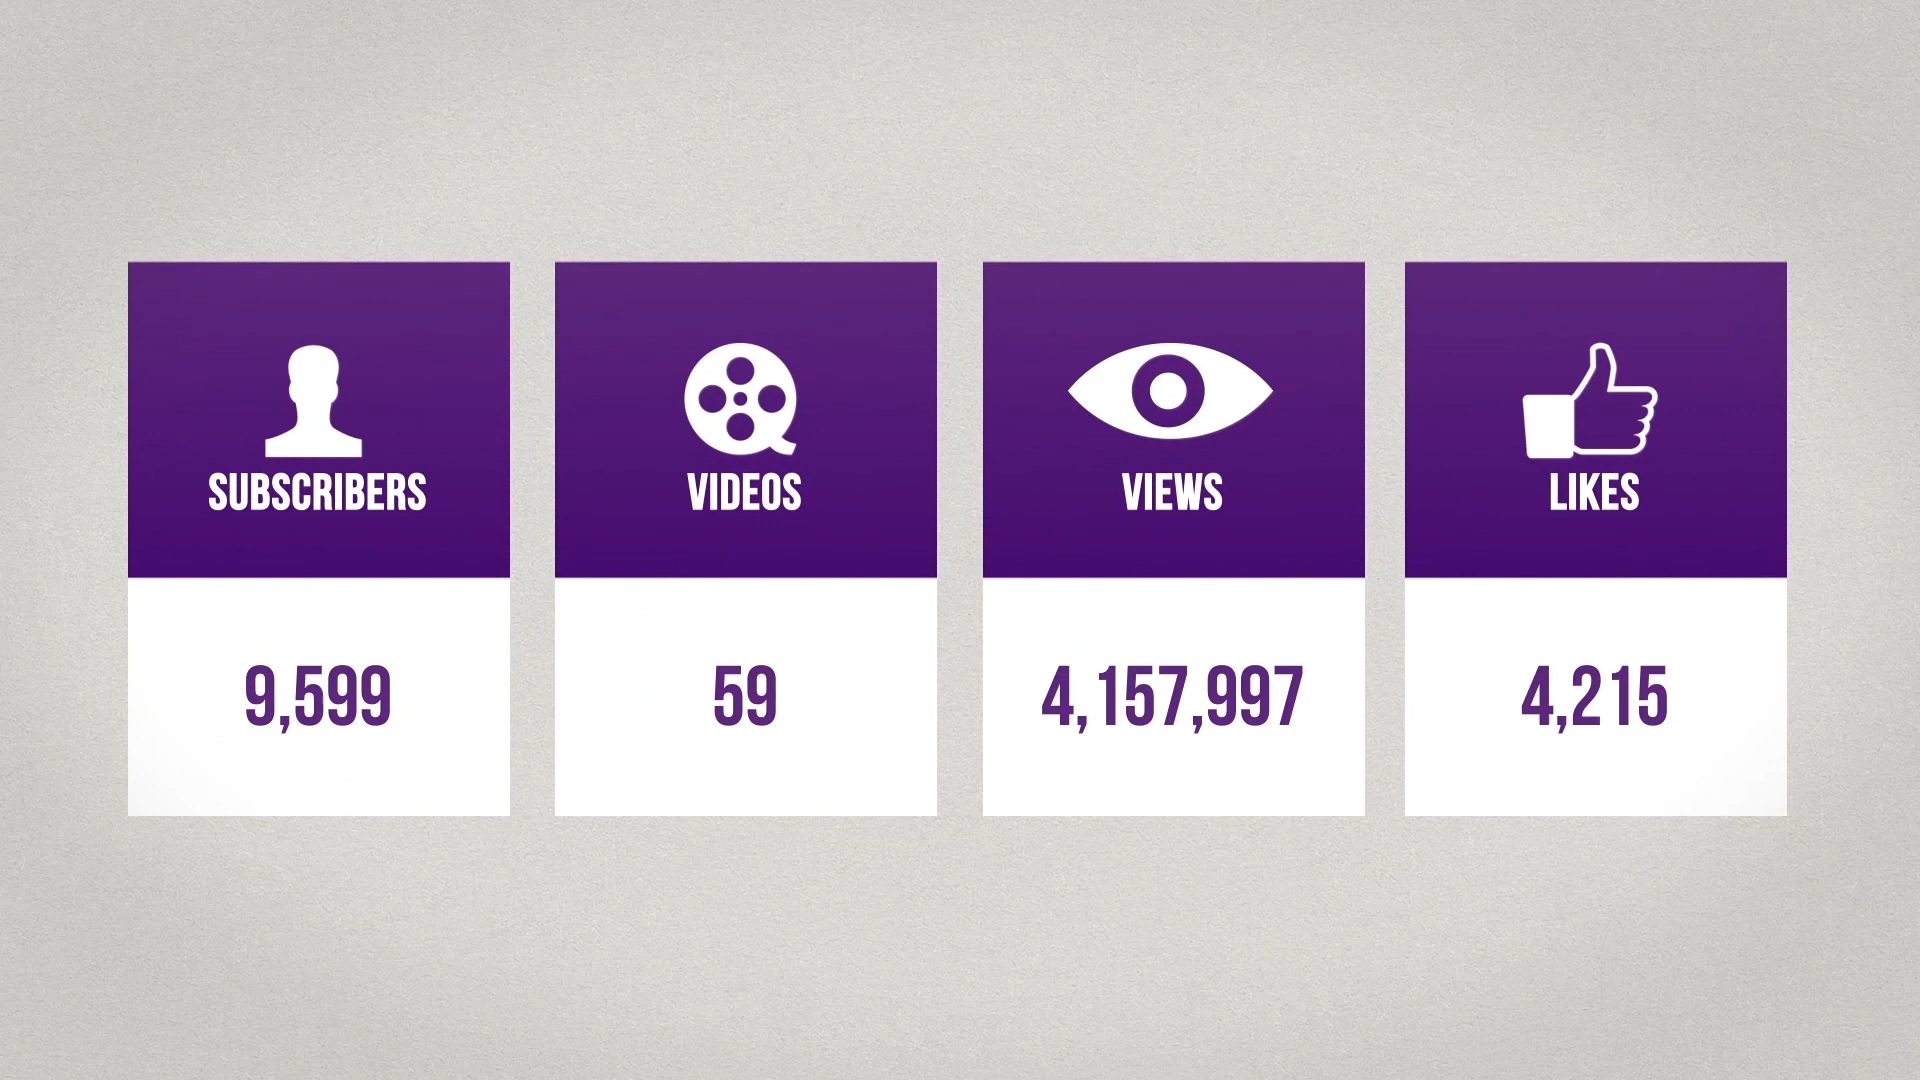 SUBSCRIBERS
9,599
VIDEOS
59
VIEWS
4,157,997
LIKES
4,215